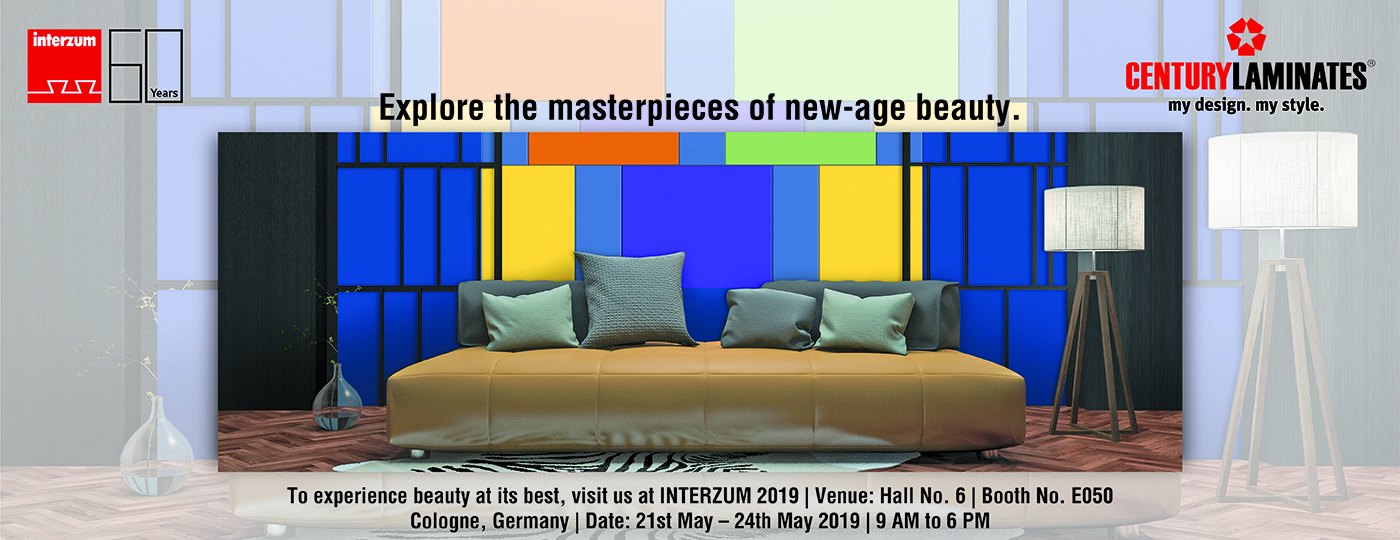 interzum
60
Years
CENTURYLAMINATES®
my design. my style.
Explore the masterpieces of new-age beauty.
To experience beauty at its best, visit us at INTERZUM 2019 | Venue: Hall No. 6 | Booth No. E050
Cologne, Germany | Date: 21st May – 24th May 2019 | 9 AM to 6 PM